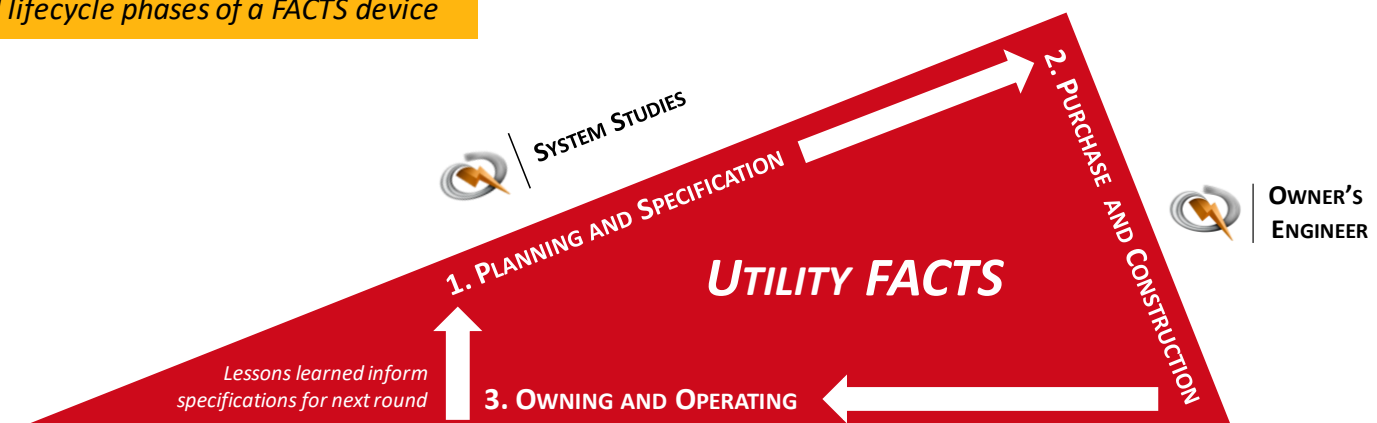 lifecycle phases of a FACTS device
SYSTEM STUDIES
1. PLANNING AND SPECIFICATION
2. PURCHASE AND CONSTRUCTION
OWNER'S
ENGINEER
UTILITY FACTS
Lessons learned inform
specifications for next round
3. OWNING AND OPERATING